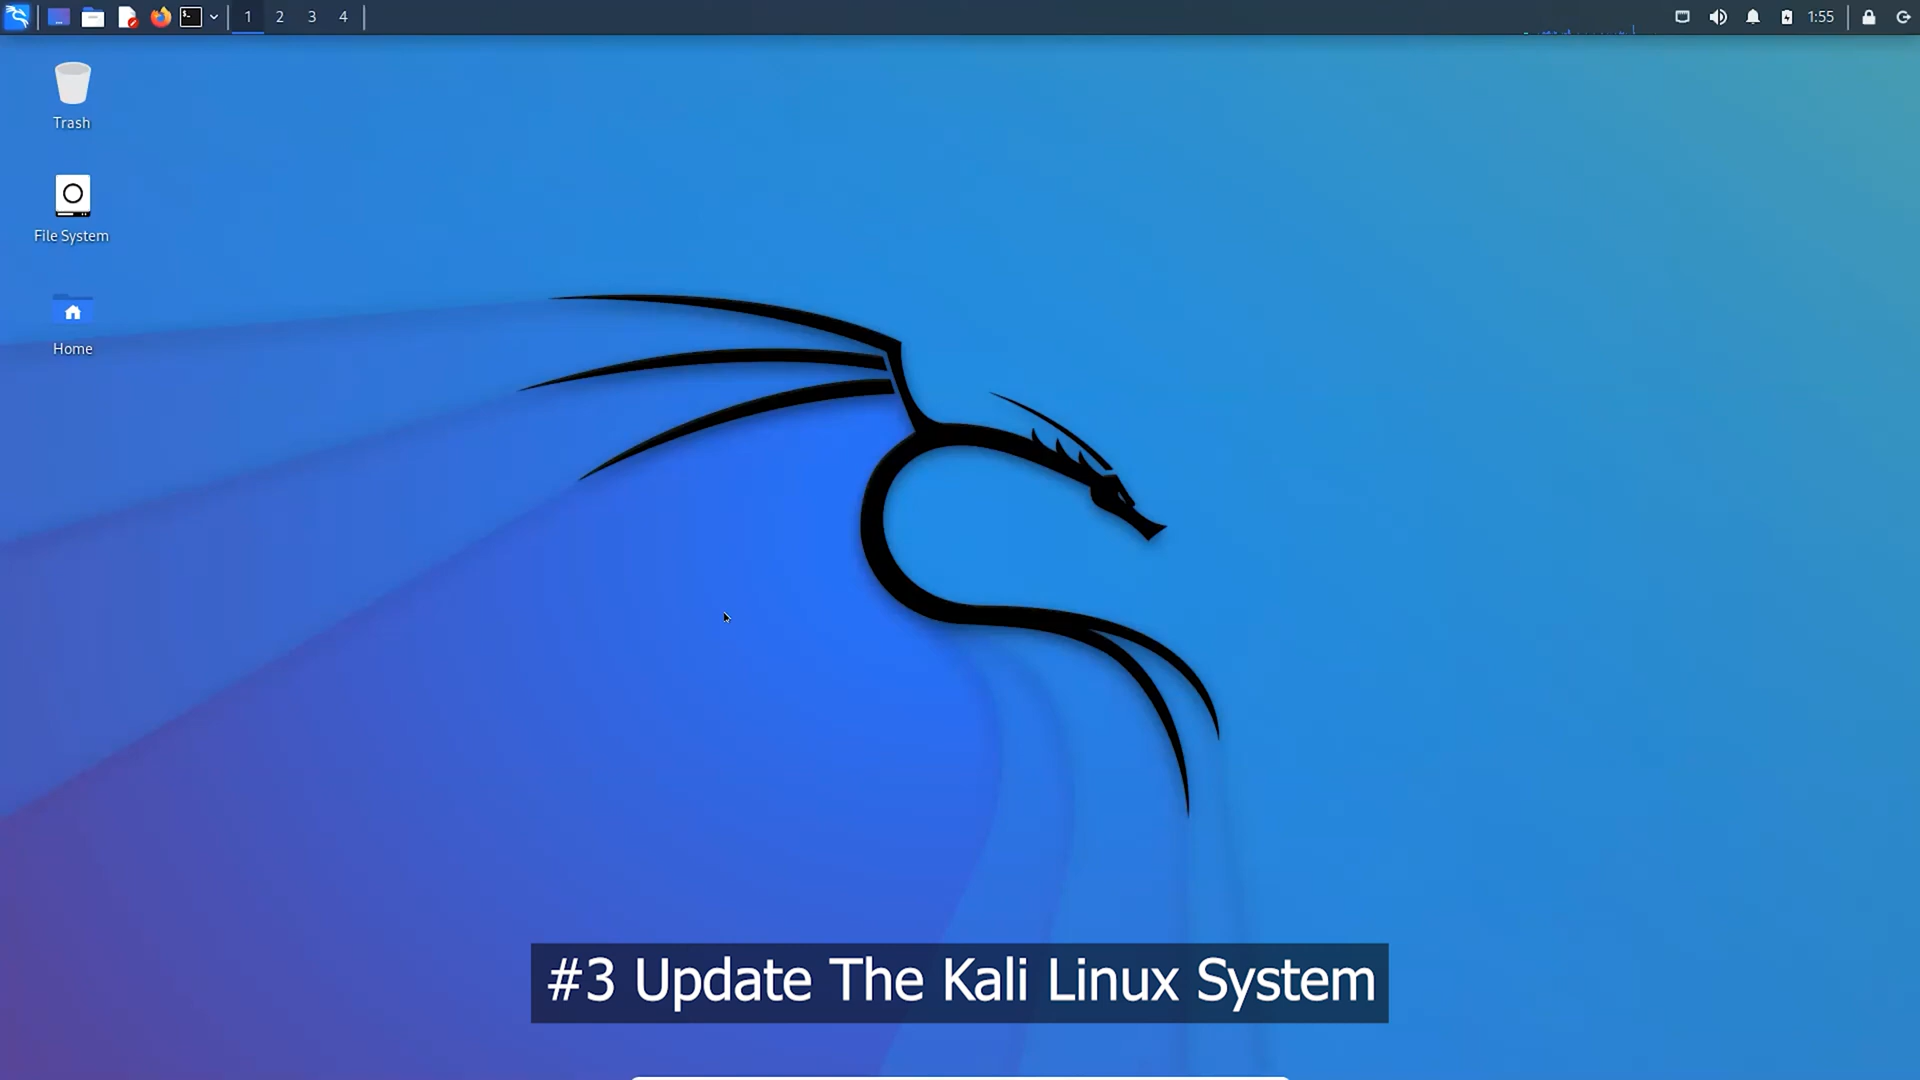 1 2 3 4
1:55
Trash
File System
Home
#3 Update The Kali Linux System